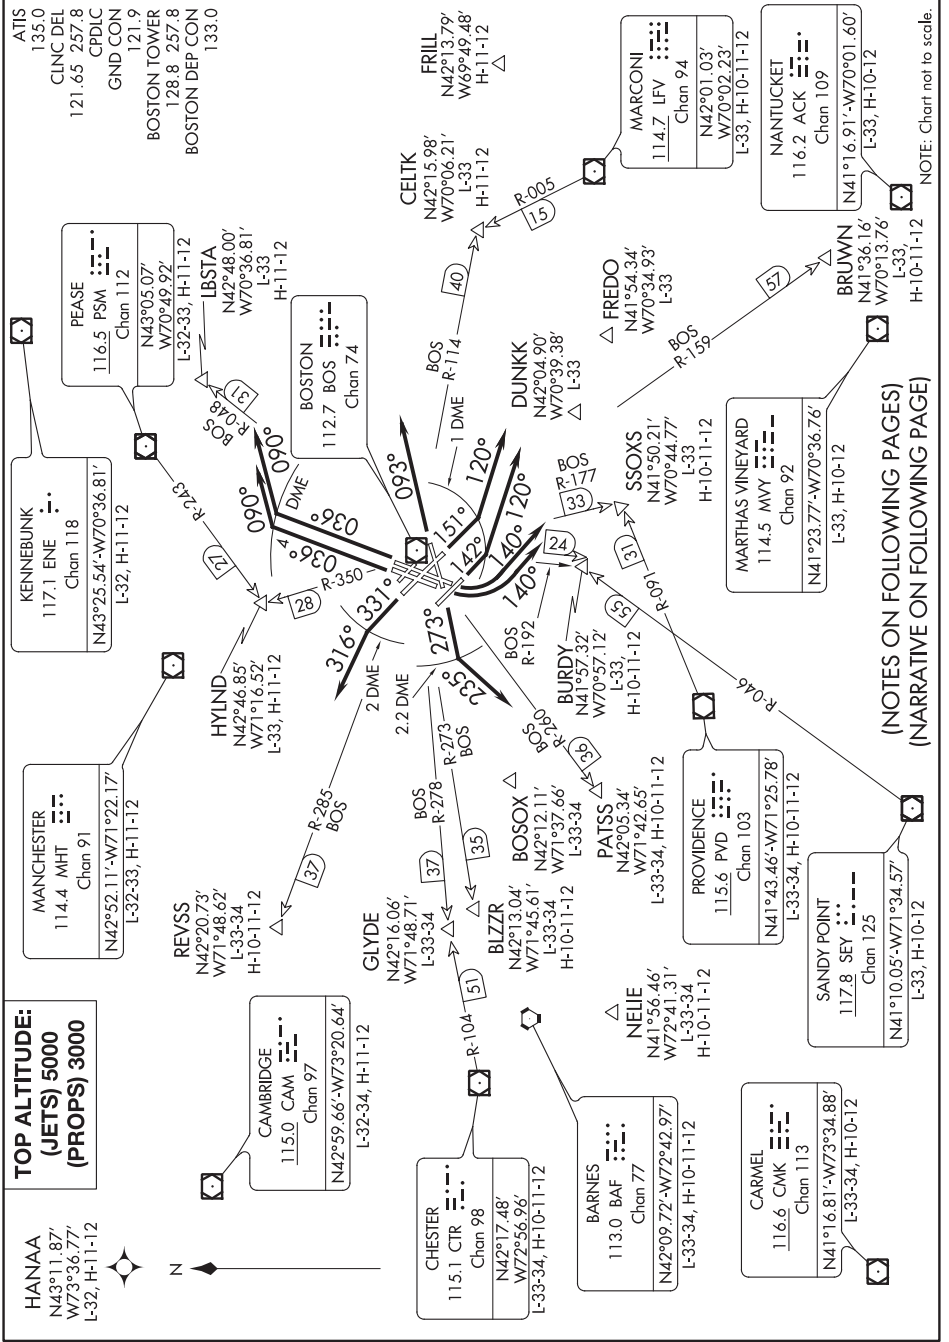 TOP ALTITUDE:
(JETS) 5000
(PROPS) 3000
ATIS
135.0
CLNC DEL
121.65 257.8
CPDLC
GND CON
121.9
BOSTON TOWER
128.8 257.8
BOSTON DEP CON
133.0
HANAA
N43°11.87'
W73°36.77'
L-32, H-11-12
N
CAMBRIDGE
115.0 CAM
Chan 97
N42°59.66'-W73°20.64'
L-32-34, H-11-12
MANCHESTER
114.4 MHT
Chan 91
N42°52.11'-W71°22.17'
L-32-33, H-11-12
KENNEBUNK
117.1 ENE
Chan 118
N43°25.54'-W70°36.81'
L-32, H-11-12
PEASE
116.5 PSM
Chan 112
N43°05.07'
W70°49.92'
L-32-33, H-11-12
LBSTA
N42°48.00'
W70°36.81'
L-33
H-11-12
HYLND
N42°46.85'
W71°16.52'
L-33, H-11-12
REVSS
N42°20.73'
W71°48.62'
L-33-34
H-10-11-12
BOSTON
112.7 BOS
Chan 74
R-243
27
R-350
28
BOS
R-048
31
4 DME
036°
036°
090°
090°
093°
331°
316°
2 DME
R-285
BOS
37
151°
142°
120°
120°
140°
140°
1 DME
BOS
R-114
40
273°
235°
2.2 DME
BOS
R-278
37
R-273
BOS
35
BOS
R-260
36
BOS
R-192
24
BOS
R-177
33
BOS
R-159
57
R-005
15
R-091
31
R-046
55
R-104
51
CELTK
N42°15.98'
W70°06.21'
L-33
H-11-12
FRILL
N42°13.79'
W69°49.48'
H-11-12
GLYDE
N42°16.06'
W71°48.71'
L-33-34
BLZZR
N42°13.04'
W71°45.61'
L-33-34
H-10-11-12
BOSOX
N42°12.11'
W71°37.66'
L-33-34
PATSS
N42°05.34'
W71°42.65'
L-33-34, H-10-11-12
BURDY
N41°57.32'
W70°57.12'
L-33,
H-10-11-12
SSOXS
N41°50.21'
W70°44.77'
L-33
H-10-11-12
DUNKK
N42°04.90'
W70°39.38'
L-33
FREDO
N41°54.34'
W70°34.93'
L-33
BRUWN
N41°36.16'
W70°13.76'
L-33,
H-10-11-12
NELIE
N41°56.46'
W72°41.31'
L-33-34
H-10-11-12
MARCONI
114.7 LFV
Chan 94
N42°01.03'
W70°02.23'
L-33, H-10-11-12
NANTUCKET
116.2 ACK
Chan 109
N41°16.91'-W70°01.60'
L-33, H-10-12
MARTHAS VINEYARD
114.5 MVY
Chan 92
N41°23.77'-W70°36.76'
L-33, H-10-12
PROVIDENCE
115.6 PVD
Chan 103
N41°43.46'-W71°25.78'
L-33-34, H-10-11-12
SANDY POINT
117.8 SEY
Chan 125
N41°10.05'-W71°34.57'
L-33, H-10-12
CHESTER
115.1 CTR
Chan 98
N42°17.48'
W72°56.96'
L-33-34, H-10-11-12
BARNES
113.0 BAF
Chan 77
N42°09.72'-W72°42.97'
L-33-34, H-10-11-12
CARMEL
116.6 CMK
Chan 113
N41°16.81'-W73°34.88'
L-33-34, H-10-12
(NOTES ON FOLLOWING PAGES)
(NARRATIVE ON FOLLOWING PAGE)
NOTE: Chart not to scale.